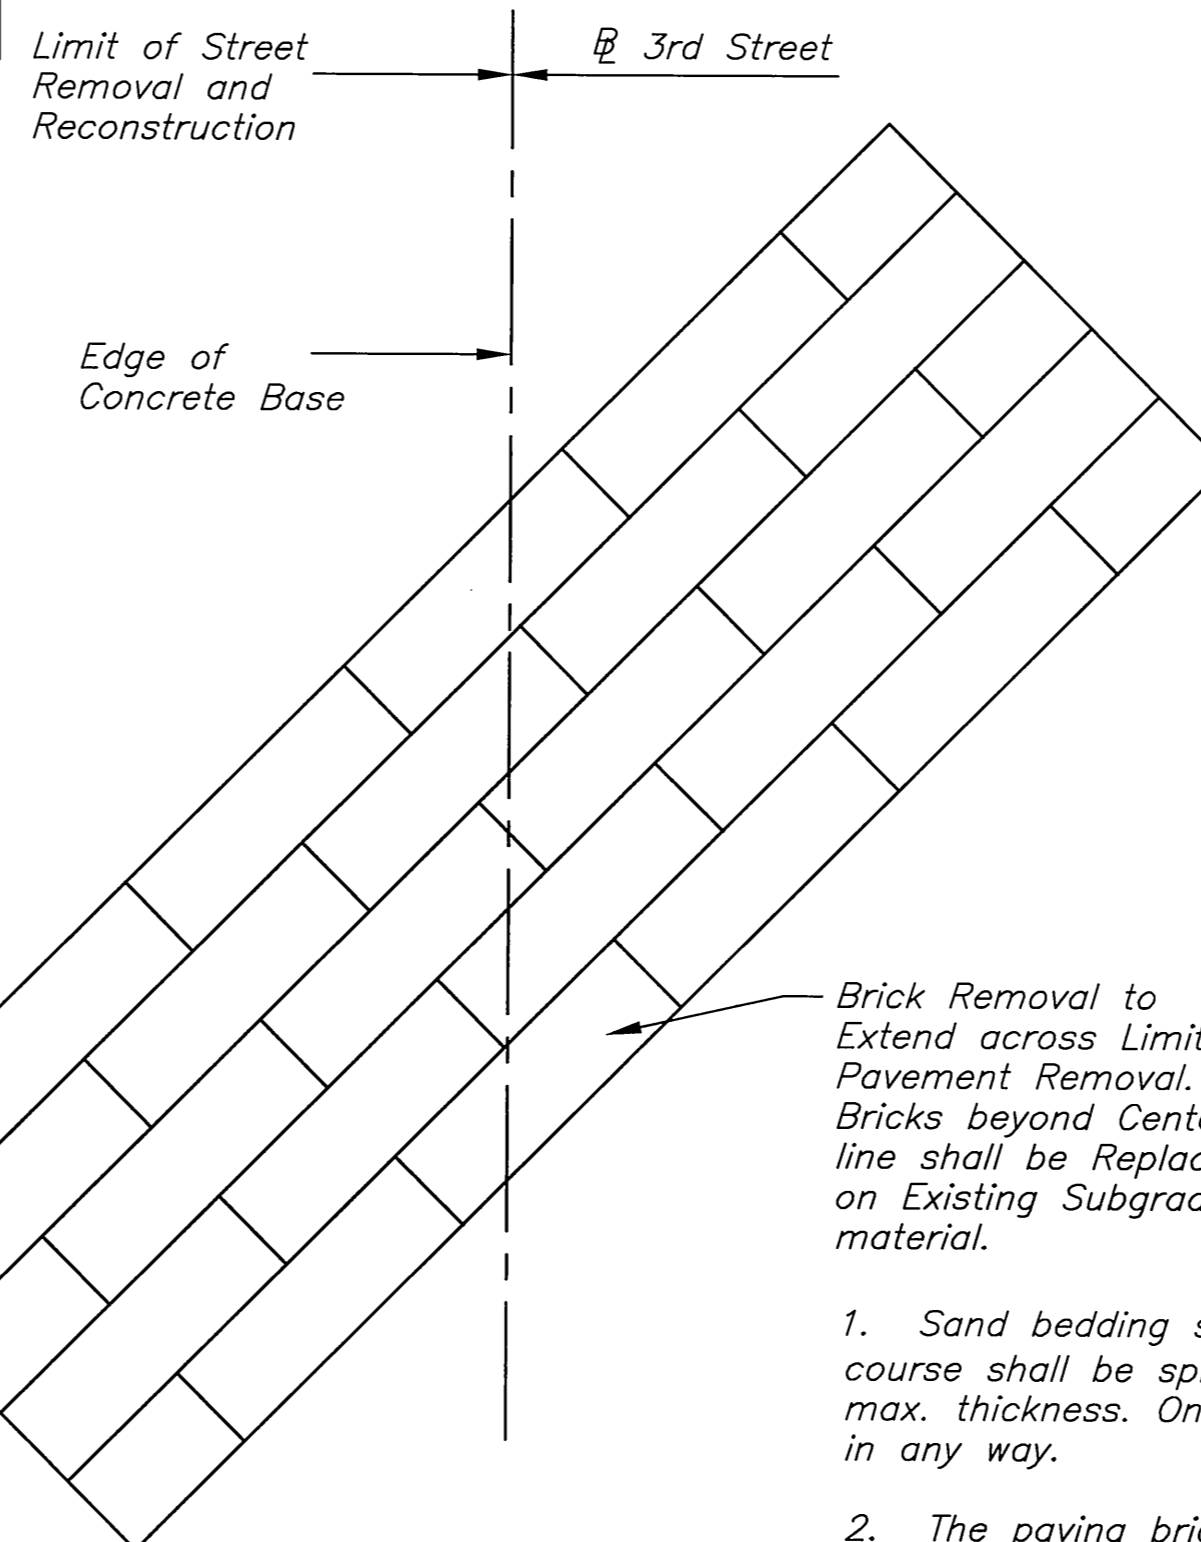 Limit of Street
Removal and
Reconstruction
℄ 3rd Street
Edge of
Concrete Base
Brick Removal to
Extend across Limit
Pavement Removal.
Bricks beyond
line shall be
on Existing
material.
1. Sand bedding
course shall be
max. thickness.
in any way.
2. The paving